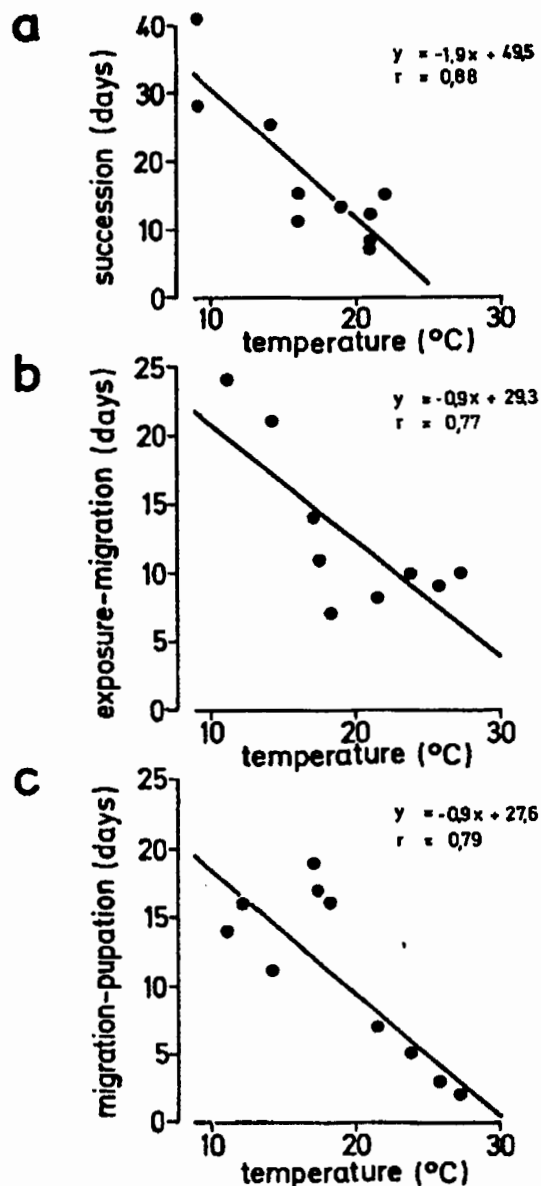 a
succession (days)
40
30
20
10
0
y = -1,9x + 49,5
r = 0,88
10 20 30
temperature (°C)
b
exposure-migration (days)
25
20
15
10
5
0
y = -0,9x + 29,3
r = 0,77
10 20 30
temperature (°C)
c
migration-pupation (days)
25
20
15
10
5
0
y = -0,9x + 27,6
r = 0,79
10 20 30
temperature (°C)